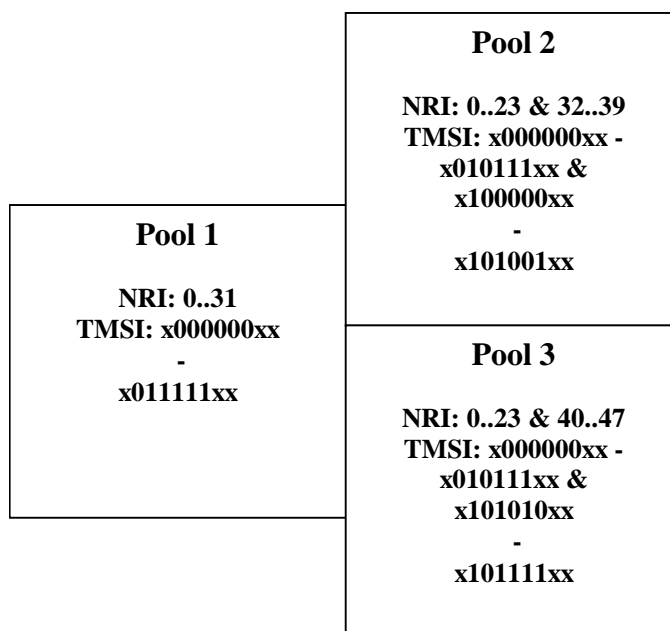 Pool 2
NRI: 0..23 & 32..39
TMSI: x000000xx -
x010111xx &
x100000xx
-
x101001xx
Pool 1
NRI: 0..31
TMSI: x000000xx
-
x011111xx
Pool 3
NRI: 0..23 & 40..47
TMSI: x000000xx -
x010111xx &
x101010xx
-
x101111xx